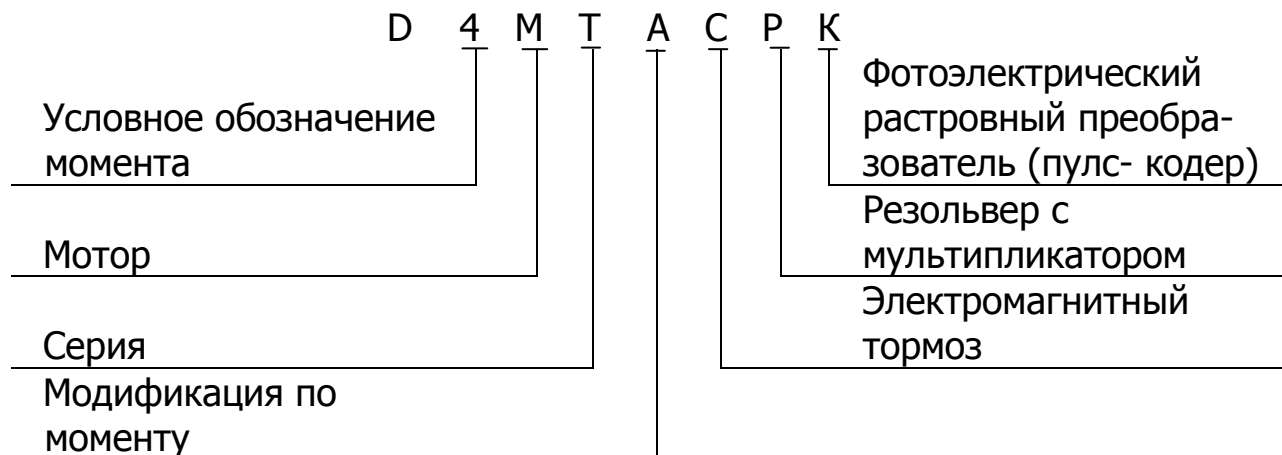 D 4 М Т А С Р К
Условное обозначение
момента
Мотор
Серия
Модификация по
моменту
Фотоэлектрический
растровный преобра-
зователь (пулс- кодер)
Резольвер с
мультипликатором
Электромагнитный
тормоз